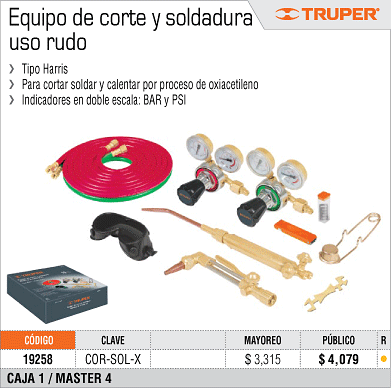 Equipo de corte y soldadura
uso rudo
TRUPER®
› Tipo Harris
› Para cortar soldar y calentar por proceso de oxiacetileno
› Indicadores en doble escala: BAR y PSI
TRUPER
CÓDIGO CLAVE MAYOREO PÚBLICO R
19258 COR-SOL-X $ 3,315 $ 4,079
CAJA 1 / MASTER 4